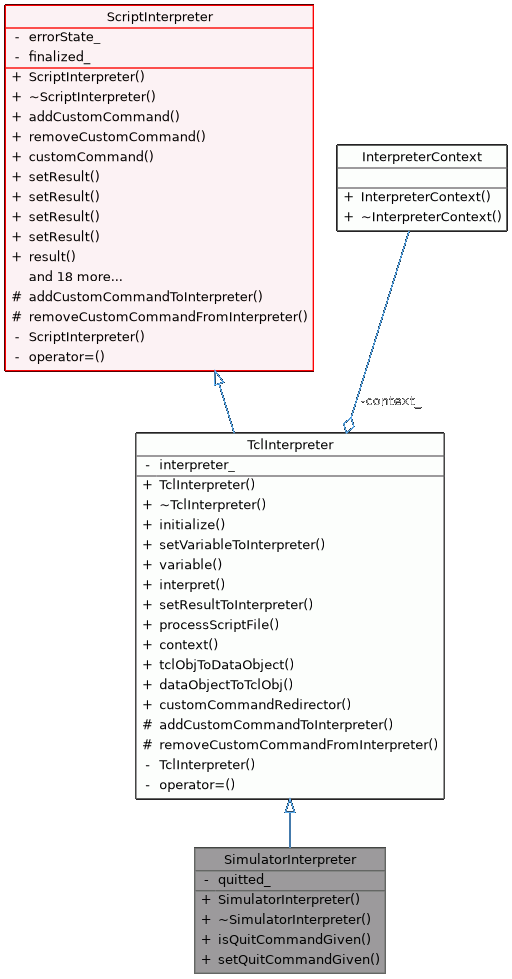 ScriptInterpreter
- errorState_
- finalized_
+ ScriptInterpreter()
+ ~ScriptInterpreter()
+ addCustomCommand()
+ removeCustomCommand()
+ customCommand()
+ setResult()
+ setResult()
+ setResult()
+ setResult()
+ result()
and 18 more...
# addCustomCommandToInterpreter()
# removeCustomCommandFromInterpreter()
- ScriptInterpreter()
- operator=()
InterpreterContext
+ InterpreterContext()
+ ~InterpreterContext()
-context_
TclInterpreter
- interpreter_
+ TclInterpreter()
+ ~TclInterpreter()
+ initialize()
+ setVariableToInterpreter()
+ variable()
+ interpret()
+ setResultToInterpreter()
+ processScriptFile()
+ context()
+ tclObjToDataObject()
+ dataObjectToTclObj()
+ customCommandRedirector()
# addCustomCommandToInterpreter()
# removeCustomCommandFromInterpreter()
- TclInterpreter()
- operator=()
SimulatorInterpreter
- quitted_
+ SimulatorInterpreter()
+ ~SimulatorInterpreter()
+ isQuitCommandGiven()
+ setQuitCommandGiven()